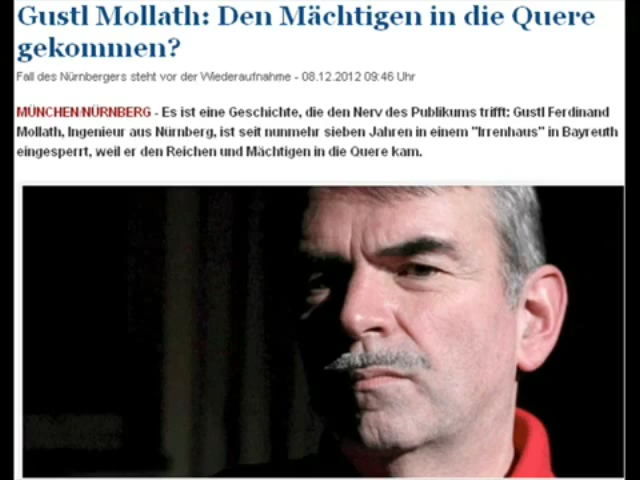 Gustl Mollath: Den Mächtigen in die Quere
gekommen?
Fall des Nürnbergers steht vor der Wiederaufnahme - 08.12.2012 09:46 Uhr
MÜNCHEN/NÜRNBERG - Es ist eine Geschichte, die den Nerv des Publikums trifft: Gustl Ferdinand
Mollath, Ingenieur aus Nürnberg, ist seit nunmehr sieben Jahren in einem "Irrenhaus" in Bayreuth
eingesperrt, weil er den Reichen und Mächtigen in die Quere kam.